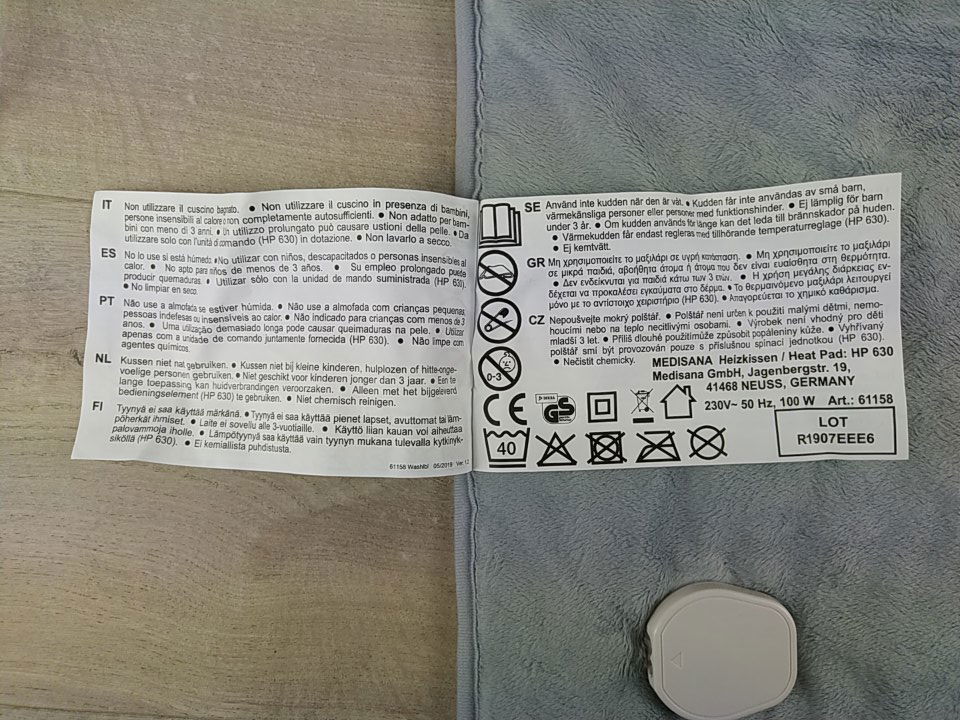 IT Non utilizzare il cuscino bagnato. ● Non utilizzare il cuscino in presenza di bambini,
persone insensibili al calore o non completamente autosufficienti. ● Non adatto per bam-
bini con meno di 3 anni. ● Un utilizzo prolungato può causare ustioni della pelle. ● Da
utilizzare solo con l'unità di comando (HP 630) in dotazione. ● Non lavarlo a secco.
ES No lo use si está húmedo. ●No utilizar con niños, descapacitados o personas insensibles al
calor. ● No apto para niños de menos de 3 años. ● Su empleo prolongado puede
producir quemaduras. ● Utilizar sólo con la unidad de mando suministrada (HP 630).
● No limpiar en seco.
PT Não use a almofada se estiver húmida. ● Não use a almofada com crianças pequenas,
pessoas indefesas ou insensíveis ao calor. ● Não indicado para crianças com menos de 3
anos. ● Uma utilização demasiado longa pode causar queimaduras na pele. ● Utilizar
apenas com a unidade de comando juntamente fornecida (HP 630). ● Não limpe com
agentes químicos.
NL Kussen niet nat gebruiken. ● Kussen niet bij kleine kinderen, hulplozen of hitte-onge-
voelige personen gebruiken. ● Niet geschikt voor kinderen jonger dan 3 jaar. ● Een te
lange toepassing kan huidverbrandingen veroorzaken. ● Alleen met het bijgeleverd
bedieningselement (HP 630) te gebruiken. ● Niet chemisch reinigen.
FI Tyynyä ei saa käyttää märkänä. ● Tyynyä ei saa käyttää pienet lapset, avuttomat tai läm-
pöherkät ihmiset. ● Laite ei sovellu alle 3-vuotiaille. ● Käyttö liian kauan voi aiheuttaa
palovammoja iholle. ● Lämpötyynyä saa käyttää vain tyynyn mukana tulevalla kytkinyk-
siköllä (HP 630). ● Ei kemiallista puhdistusta.
61158 Washibl 05/2019 Ver. 1.2
SE Använd inte kudden när den är våt. ● Kudden får inte användas av små barn,
värmekänsliga personer eller personer med funktionshinder. ● Ej lämplig för barn
under 3 år. ● Om kudden används för länge kan det leda till brännskador på huden.
● Värmekudden får endast regleras med tillhörande temperaturreglage (HP 630).
● Ej kemtvätt.
GR Μη χρησιμοποιείτε το μαξιλάρι σε υγρή κατάσταση. ● Μη χρησιμοποιείτε το μαξιλάρι
σε μικρά παιδιά, αβοήθητα άτομα ή άτομα που δεν είναι ευαίσθητα στη θερμότητα.
● Δεν ενδείκνυται για παιδιά κάτω των 3 ετών. ● Η χρήση μεγάλης διάρκειας εν-
δέχεται να προκαλέσει εγκαύματα στο δέρμα. ● Το θερμαινόμενο μαξιλάρι λειτουργεί
μόνο με το αντίστοιχο χειριστήριο (HP 630). ● Απαγορεύεται το χημικό καθάρισμα.
CZ Nepoušvejte mokrý polštář. ● Polštář není určen k použití malými dětmi, nemo-
houcími nebo na teplo necitlivými osobami. ● Výrobek není vhodný pro děti
mladší 3 let. ● Příliš dlouhé použitímůže způsobit popáleniny kůže. ● Vyhřívaný
polštář smí být provozován pouze s příslušnou spínací jednotkou (HP 630).
● Nečistit chemicky.
MEDISANA Heizkissen / Heat Pad: HP 630
Medisana GmbH, Jagenbergstr. 19,
41468 NEUSS, GERMANY
230V~ 50 Hz, 100 W Art.: 61158
0-3
CE
DEKRA
GS
40
LOT
R1907EEE6